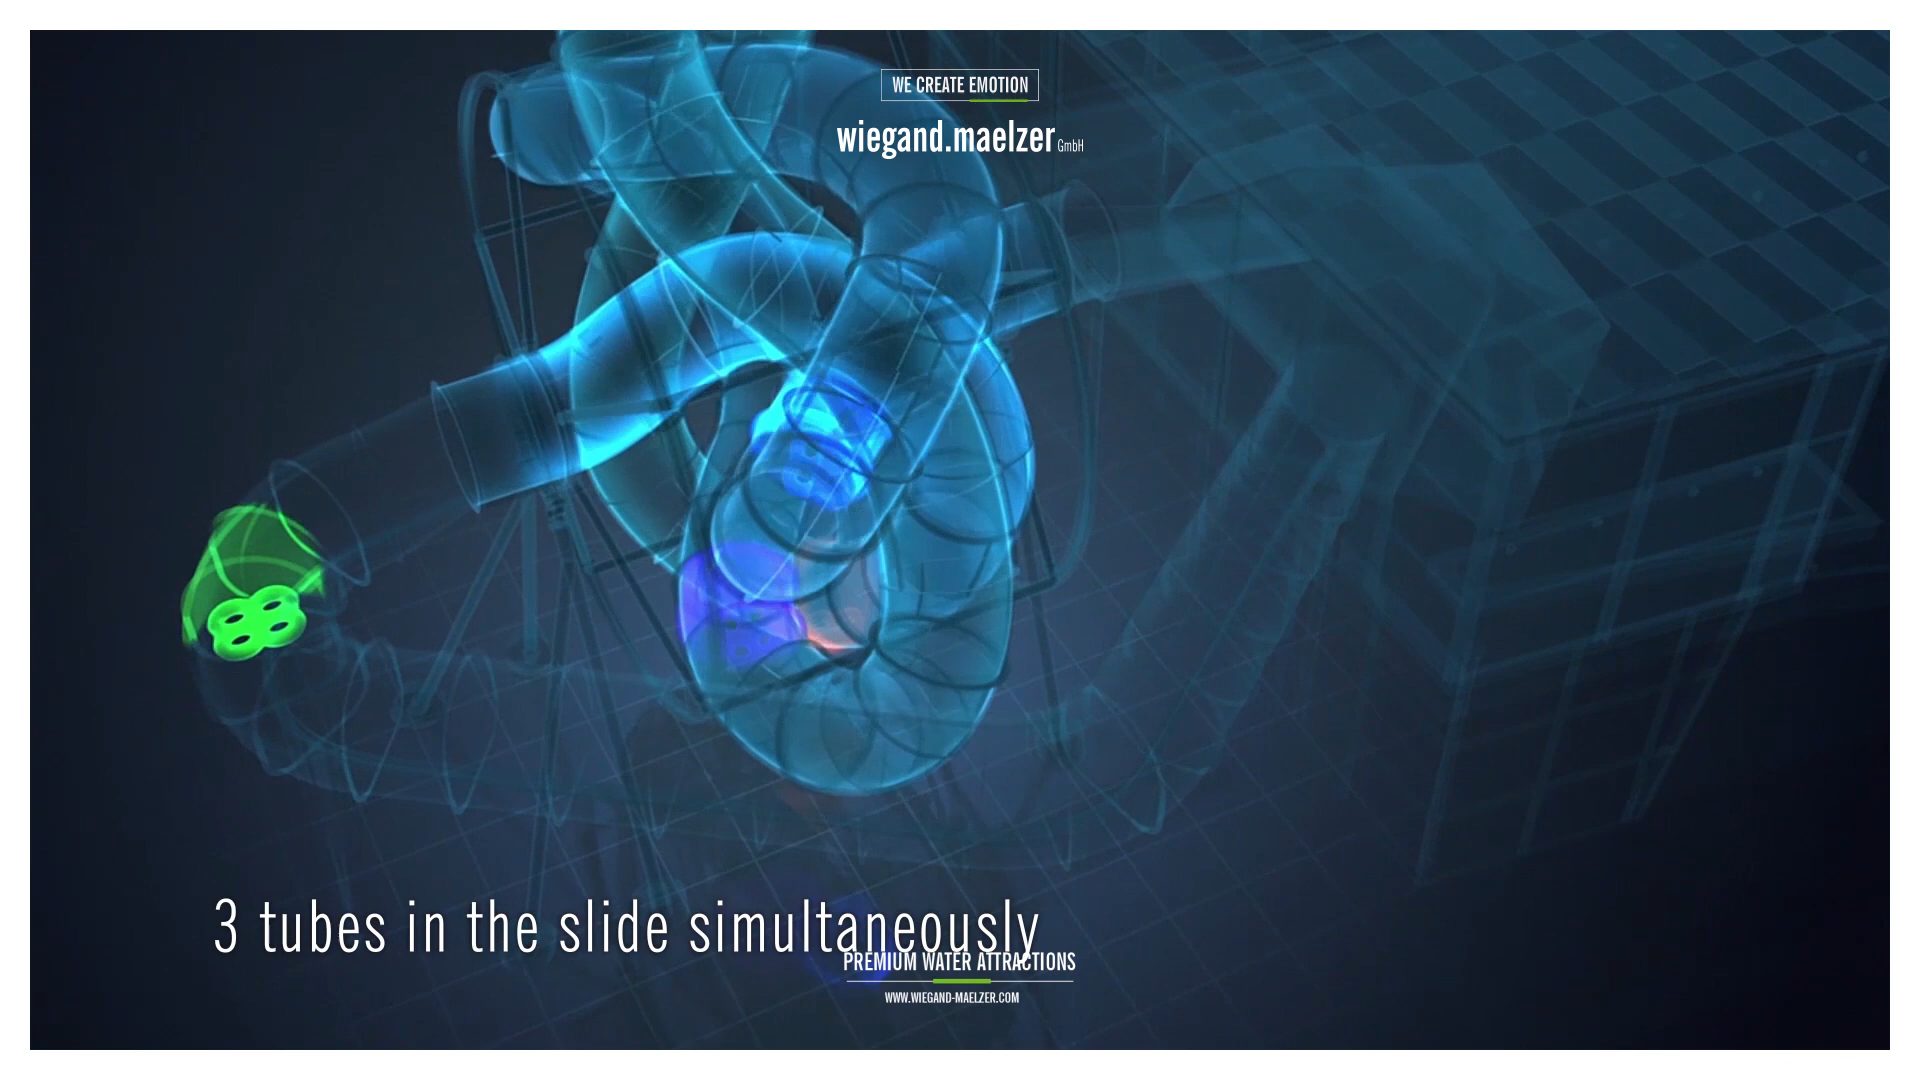 WE CREATE EMOTION
wiegand.maelzer GmbH
3 tubes in the slide simultaneously
PREMIUM WATER ATTRACTIONS
WWW.WIEGAND-MAELZER.COM